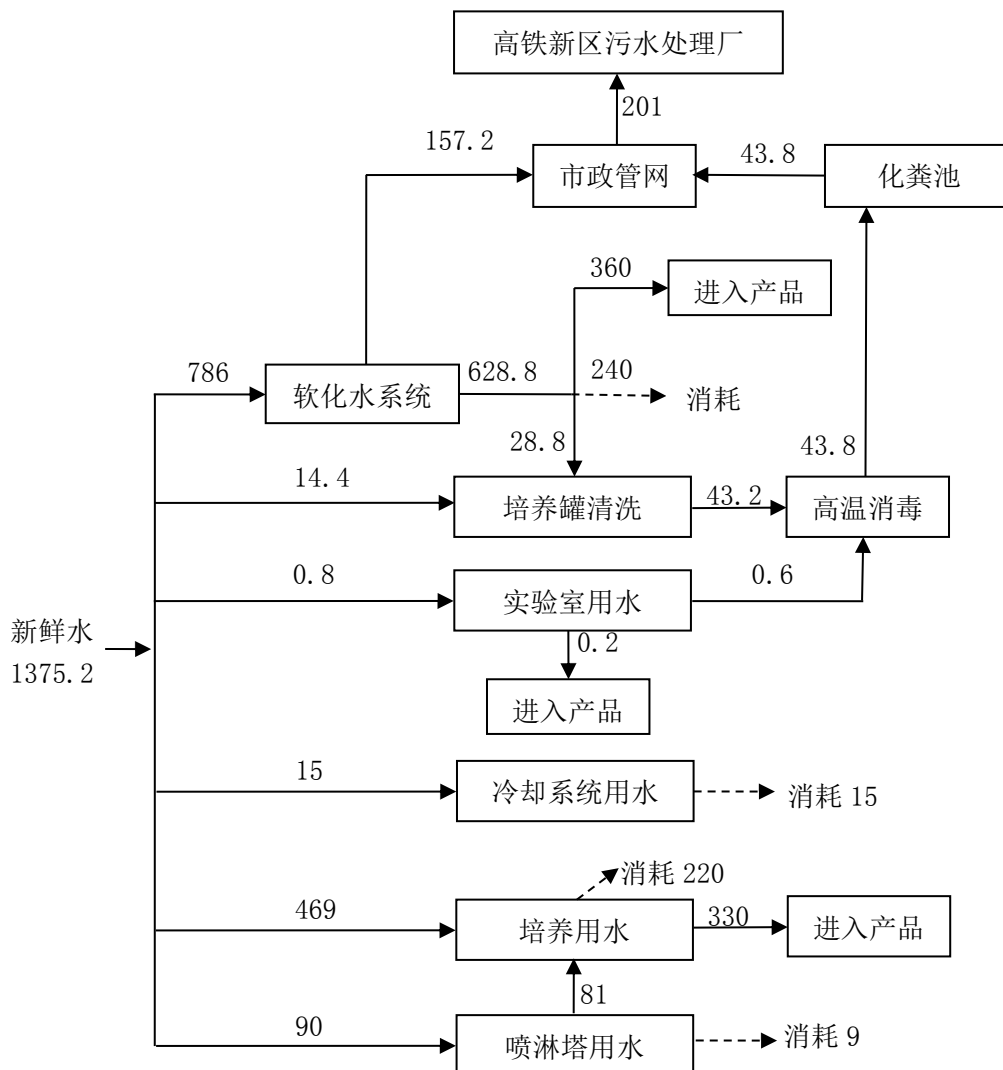 高铁新区污水处理厂
201
157.2
市政管网
43.8
化粪池
360
进入产品
786
软化水系统
628.8
240
消耗
28.8
43.8
14.4
培养罐清洗
43.2
高温消毒
0.8
实验室用水
0.6
新鲜水
1375.2
0.2
进入产品
15
冷却系统用水
消耗 15
消耗 220
469
培养用水
330
进入产品
81
90
喷淋塔用水
消耗 9